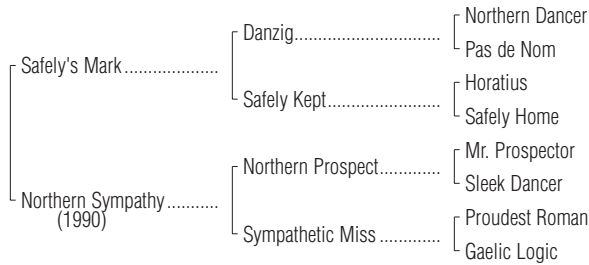 Northern Dancer
Danzig........................................
Pas de Nom
Safely's Mark....................
Horatius
Safely Kept..............................
Safely Home
Mr. Prospector
Northern Prospect................
Sleek Dancer
Northern Sympathy...........
(1990)
Proudest Roman
Sympathetic Miss .............
Gaelic Logic